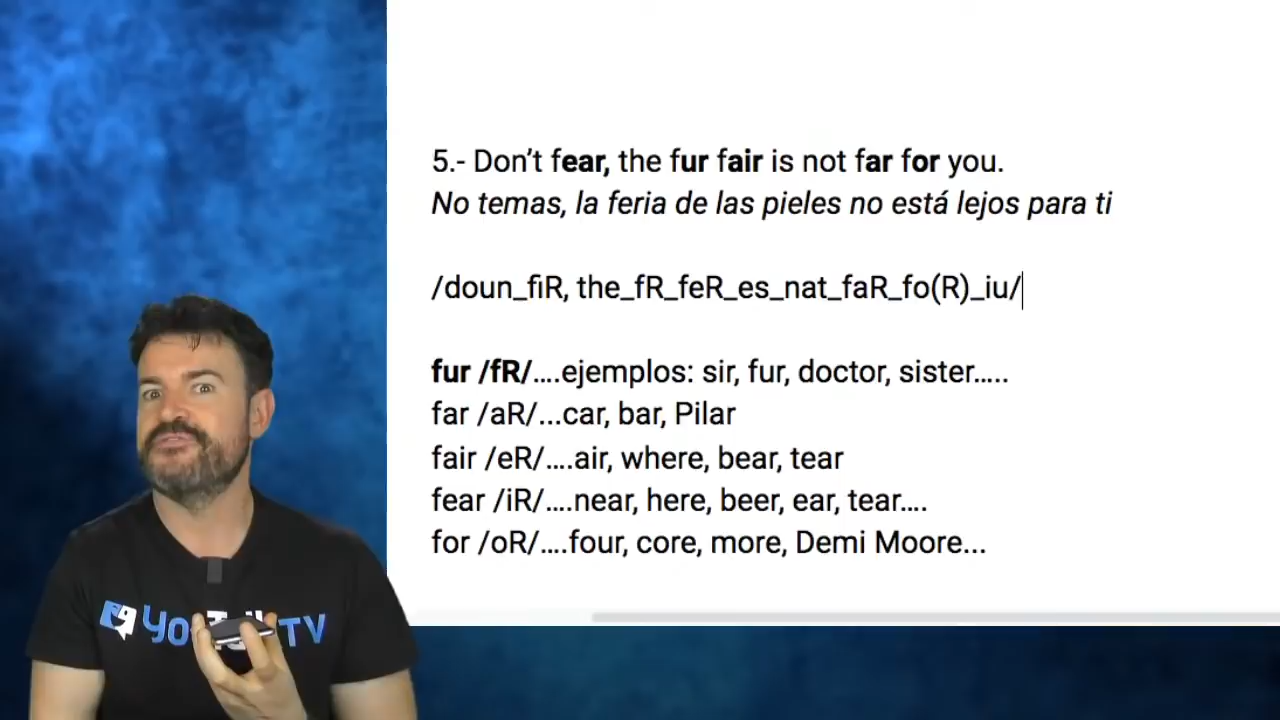 5.- Don’t fear, the fur fair is not far for you.
No temas, la feria de las pieles no está lejos para ti
/doun_fiR, the_fR_feR_es_nat_faR_fo(R)_iu/
fur /fR/….ejemplos: sir, fur, doctor, sister…..
far /aR/...car, bar, Pilar
fair /eR/….air, where, bear, tear
fear /iR/….near, here, beer, ear, tear….
for /oR/….four, core, more, Demi Moore...
TV